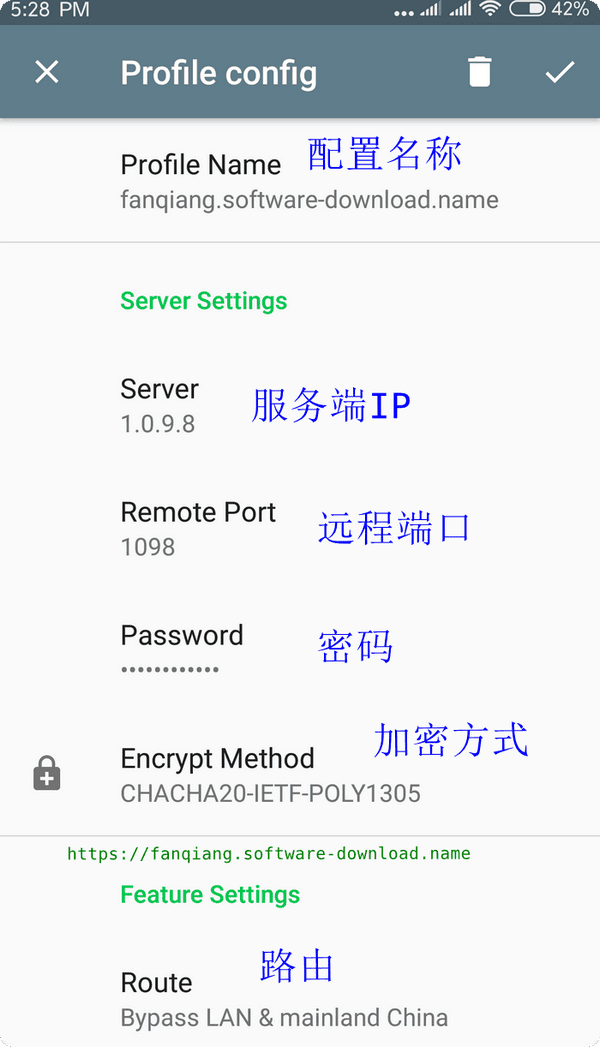 5:28 PM
42%
Profile config
Profile Name 配置名称
fanqiang.software-download.name
Server Settings
Server 服务端IP
1.0.9.8
Remote Port 远程端口
1098
Password 密码
••••••••••••
Encrypt Method 加密方式
CHACHA20-IETF-POLY1305
https://fanqiang.software-download.name
Feature Settings
Route 路由
Bypass LAN & mainland China